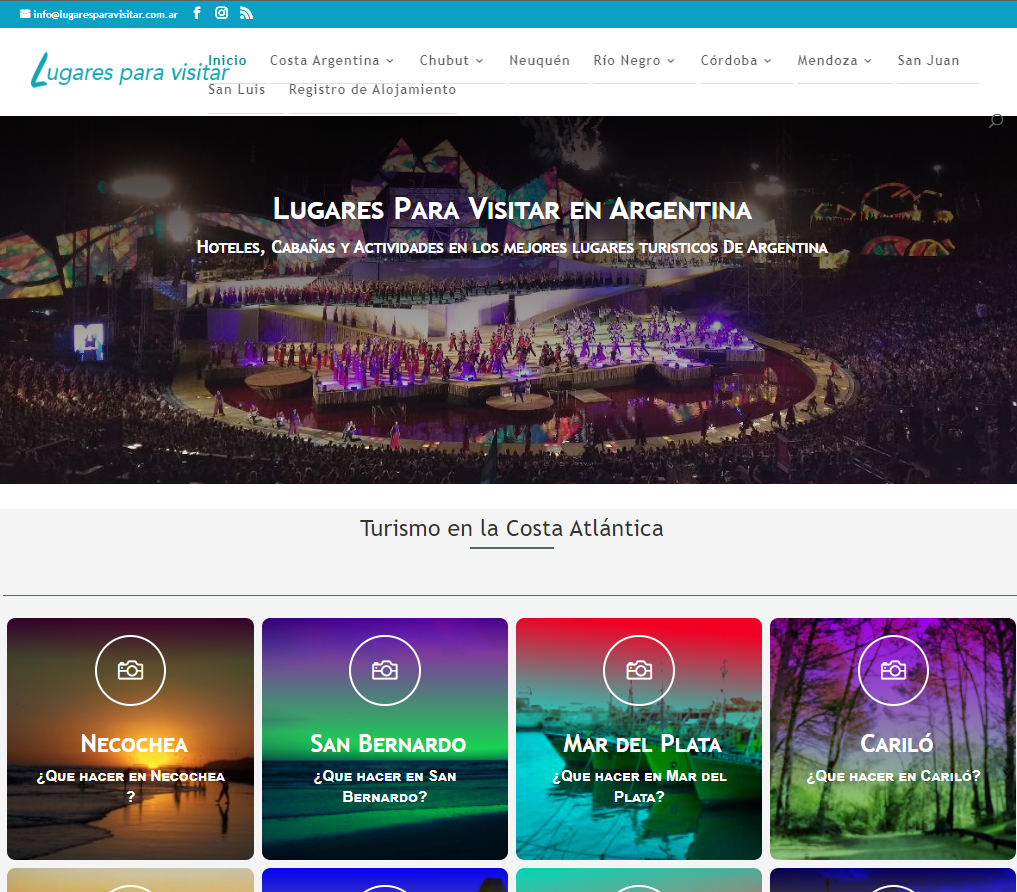 info@lugaresparavisitar.com.ar
Lugares para visitar
Inicio Costa Argentina Chubut Neuquén Río Negro Córdoba Mendoza San Juan
San Luis Registro de Alojamiento
Lugares Para Visitar en Argentina
Hoteles, Cabañas y Actividades en los mejores lugares turisticos De Argentina
Turismo en la Costa Atlántica
Necochea
¿Que hacer en Necochea
?
San Bernardo
¿Que hacer en San
Bernardo?
Mar del Plata
¿Que hacer en Mar del
Plata?
Cariló
¿Que hacer en Cariló?